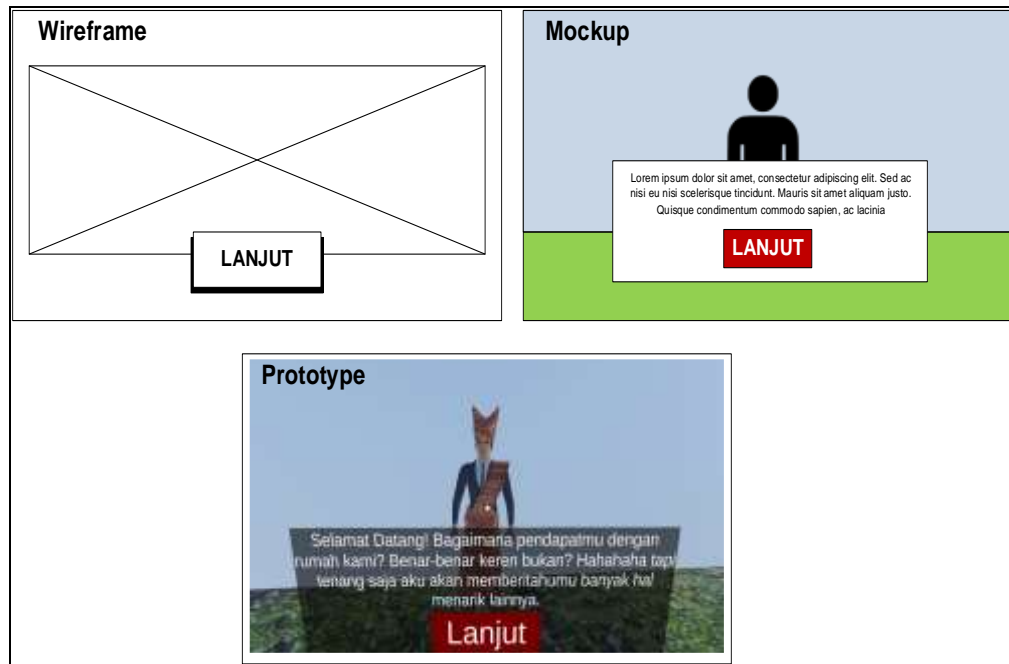 Wireframe
LANJUT
Mockup
Lorem ipsum dolor sit amet, consectetur adipiscing elit. Sed ac
nisi eu nisi scelerisque tincidunt. Mauris sit amet aliquam justo.
Quisque condimentum commodo sapien, ac lacinia
LANJUT
Prototype
Selamat Datang! Bagaimana pendapatmu dengan
rumah kami? Benar-benar keren bukan? Hahahaha tapi
tenang saja aku akan memberitahumu banyak hal
menarik lainnya.
Lanjut